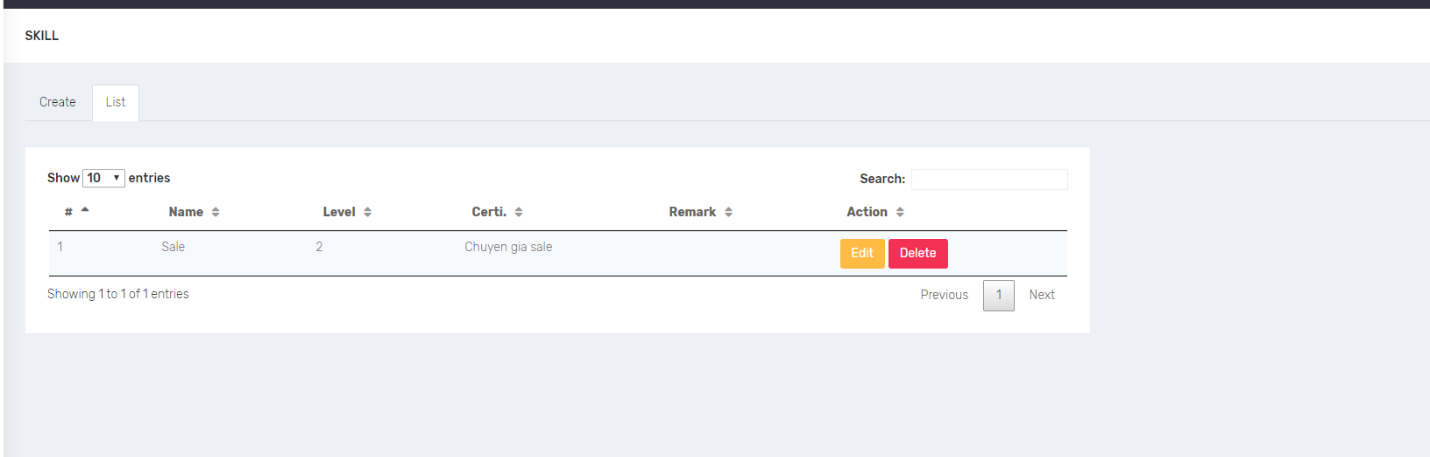 SKILL
Create List
Show 10 entries Search:
# Name Level Certi. Remark Action
1 Sale 2 Chuyen gia sale Edit Delete
Showing 1 to 1 of 1 entries Previous 1 Next